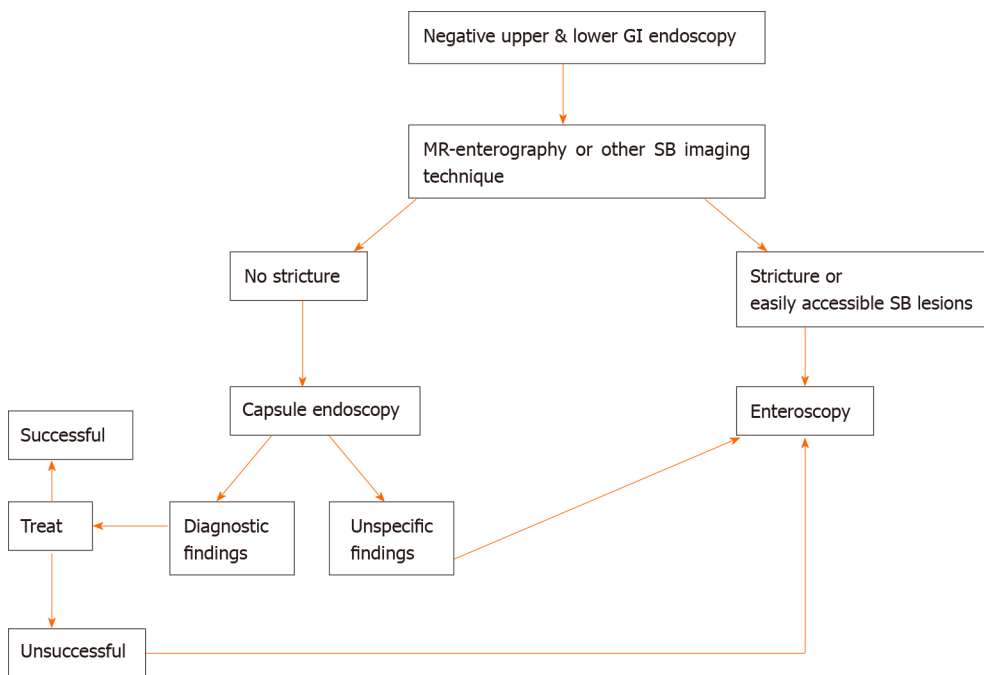 Negative upper & lower GI endoscopy
MR-enterography or other SB imaging
technique
No stricture
Stricture or
easily accessible SB lesions
Capsule endoscopy
Enteroscopy
Successful
Treat
Diagnostic
findings
Unspecific
findings
Unsuccessful